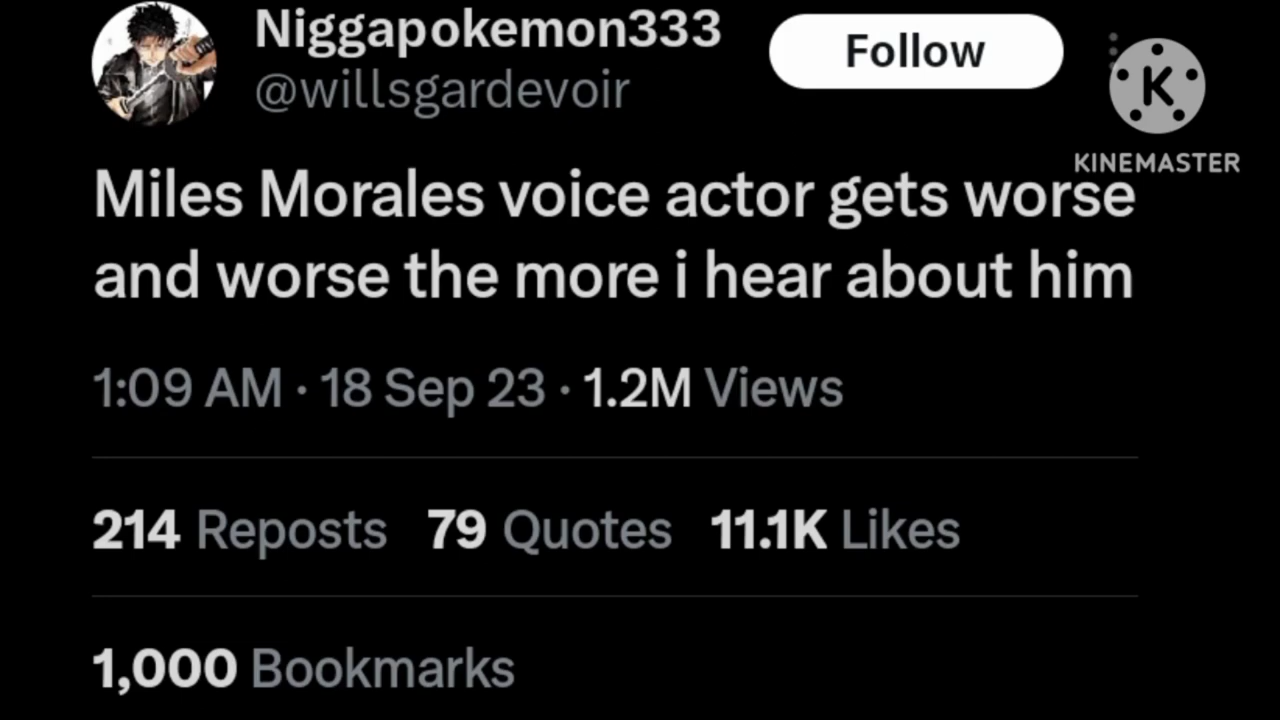 Niggapokemon333
@willsgardevoir
Follow
K
KINEMASTER
Miles Morales voice actor gets worse
and worse the more i hear about him
1:09 AM · 18 Sep 23 · 1.2M Views
214 Reposts 79 Quotes 11.1K Likes
1,000 Bookmarks